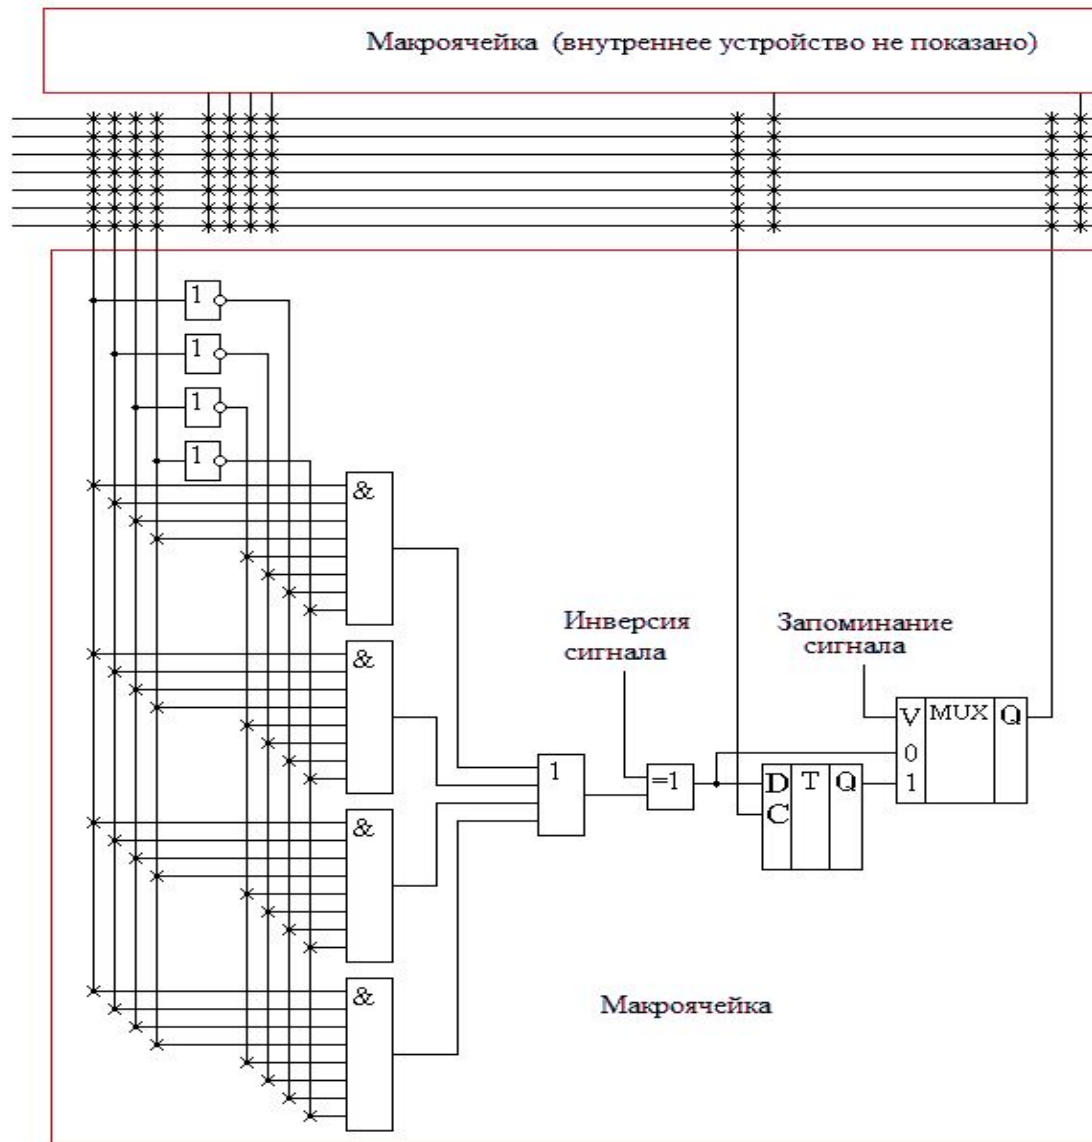 Макроячейка (внутреннее устройство не показано)
1
1
1
1
&
&
Инверсия
сигнала
Запоминание
сигнала
V MUX Q
0
1
1
=1
D T Q
C
&
&
Макроячейка